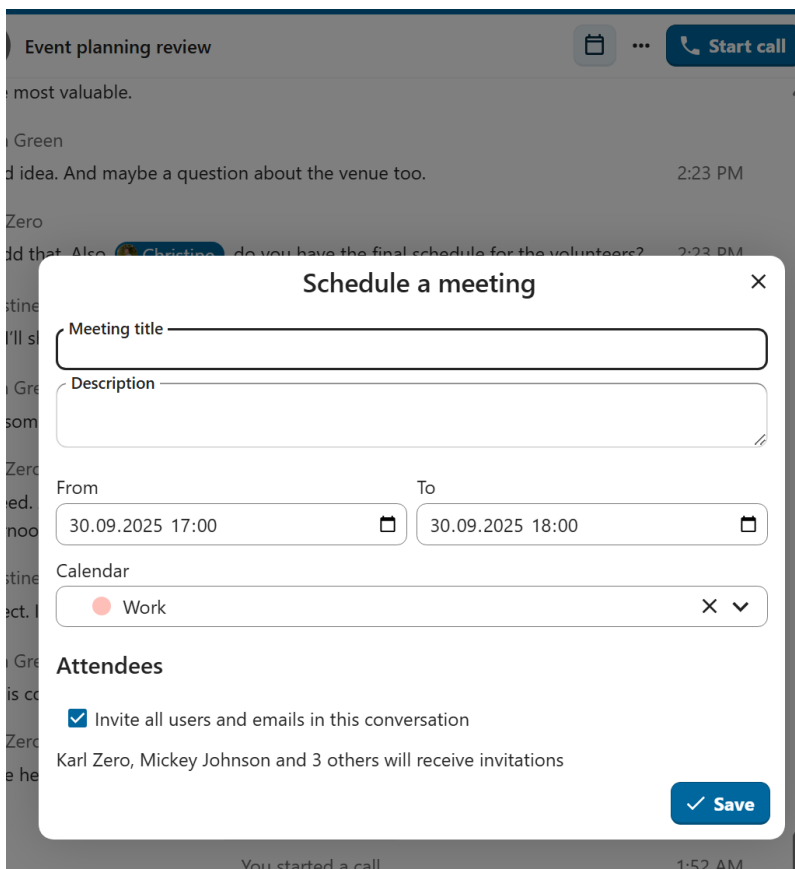 Event planning review
Start call
most valuable.
Green
idea. And maybe a question about the venue too. 2:23 PM
Zero
that. Also Christine do you have the final schedule for the volunteers? 2:23 PM
Schedule a meeting
Meeting title
Description
From To
30.09.2025 17:00 30.09.2025 18:00
Calendar
Work
Attendees
Invite all users and emails in this conversation
Karl Zero, Mickey Johnson and 3 others will receive invitations
Save
You started a call 1:52 AM